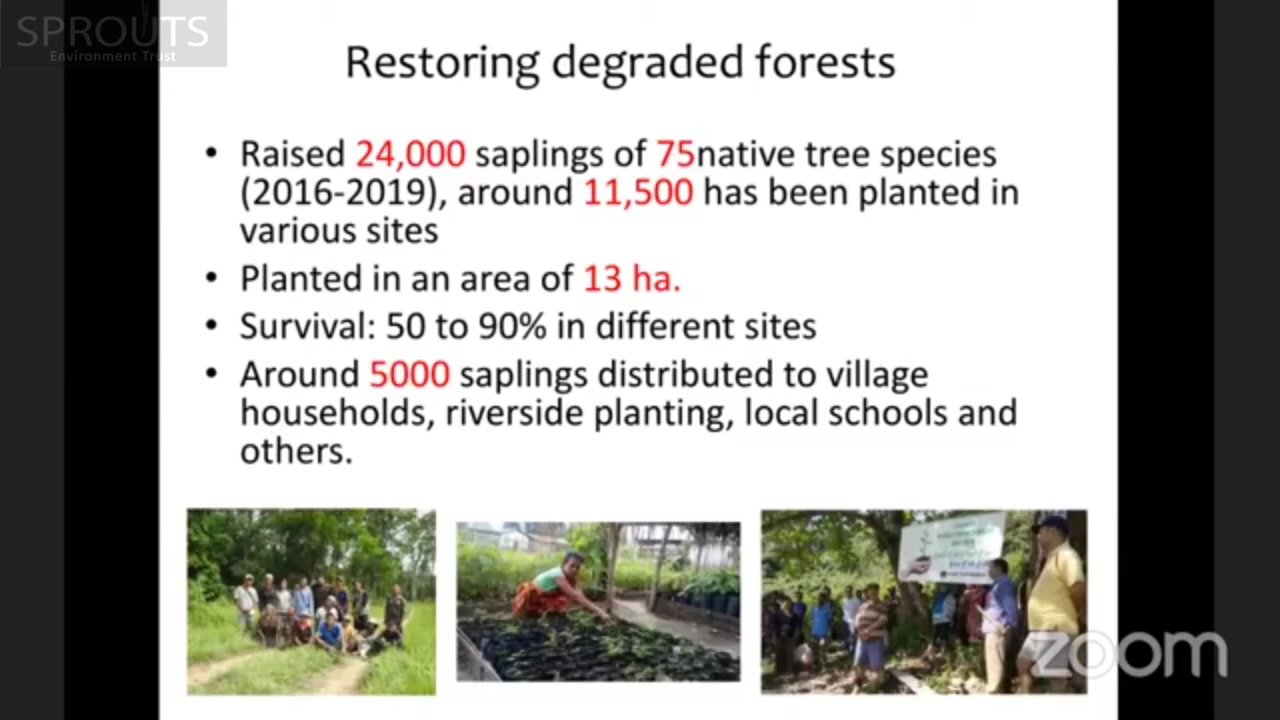 SPROUTS
Environment Trust
Restoring degraded forests
• Raised 24,000 saplings of 75native tree species
(2016-2019), around 11,500 has been planted in
various sites
• Planted in an area of 13 ha.
• Survival: 50 to 90% in different sites
• Around 5000 saplings distributed to village
households, riverside planting, local schools and
others.
zoom